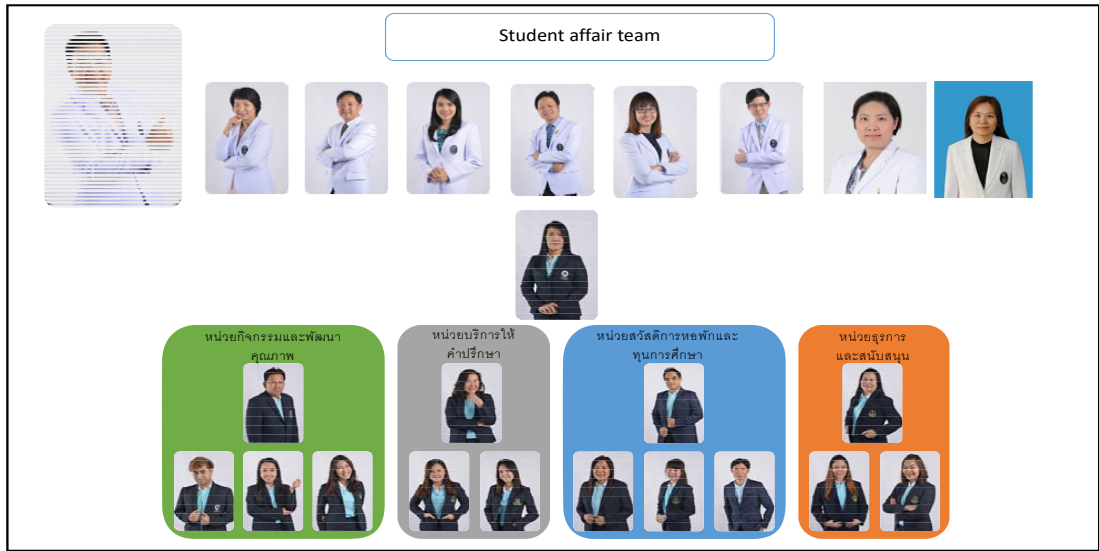 Student affair team
หน่วยกิจกรรมและพัฒนา
คุณภาพ
หน่วยบริการให้
คำปรึกษา
หน่วยสวัสดิการหอพักและ
ทุนการศึกษา
หน่วยธุรการ
และสนับสนุน